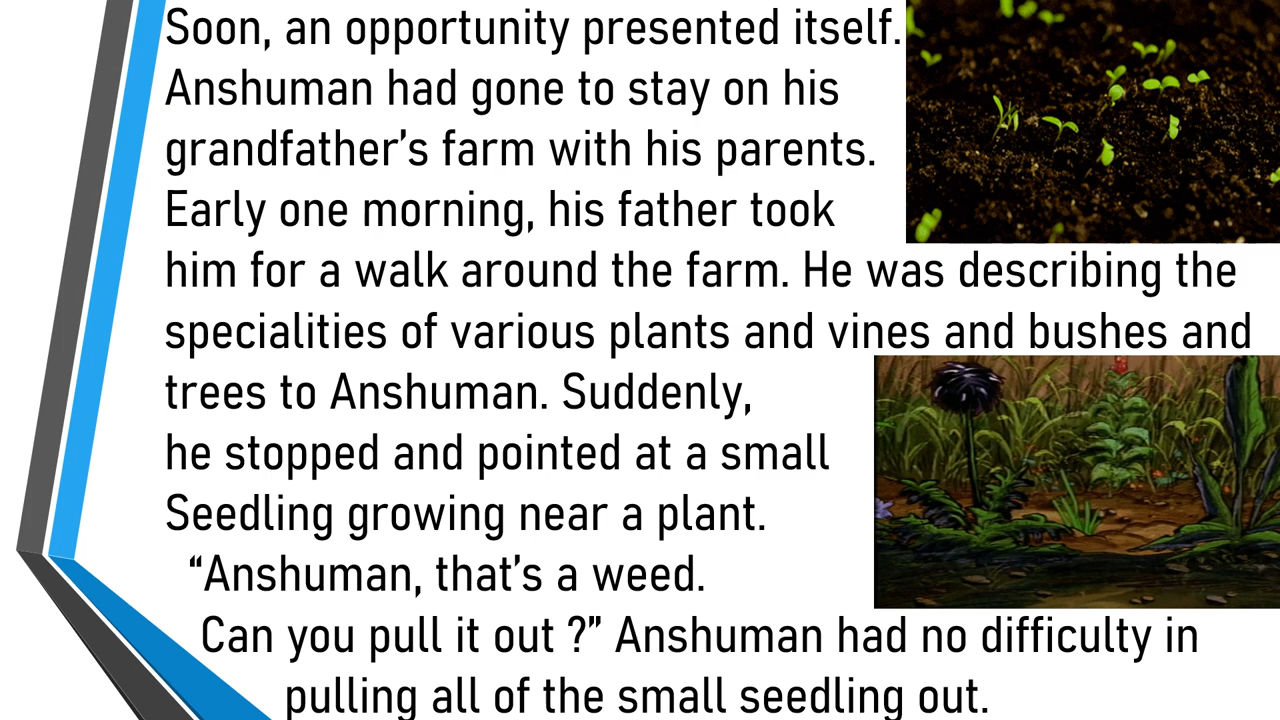 Soon, an opportunity presented itself.
Anshuman had gone to stay on his
grandfather’s farm with his parents.
Early one morning, his father took
him for a walk around the farm. He was describing the
specialities of various plants and vines and bushes and
trees to Anshuman. Suddenly,
he stopped and pointed at a small
Seedling growing near a plant.
“Anshuman, that’s a weed.
Can you pull it out ?” Anshuman had no difficulty in
pulling all of the small seedling out.